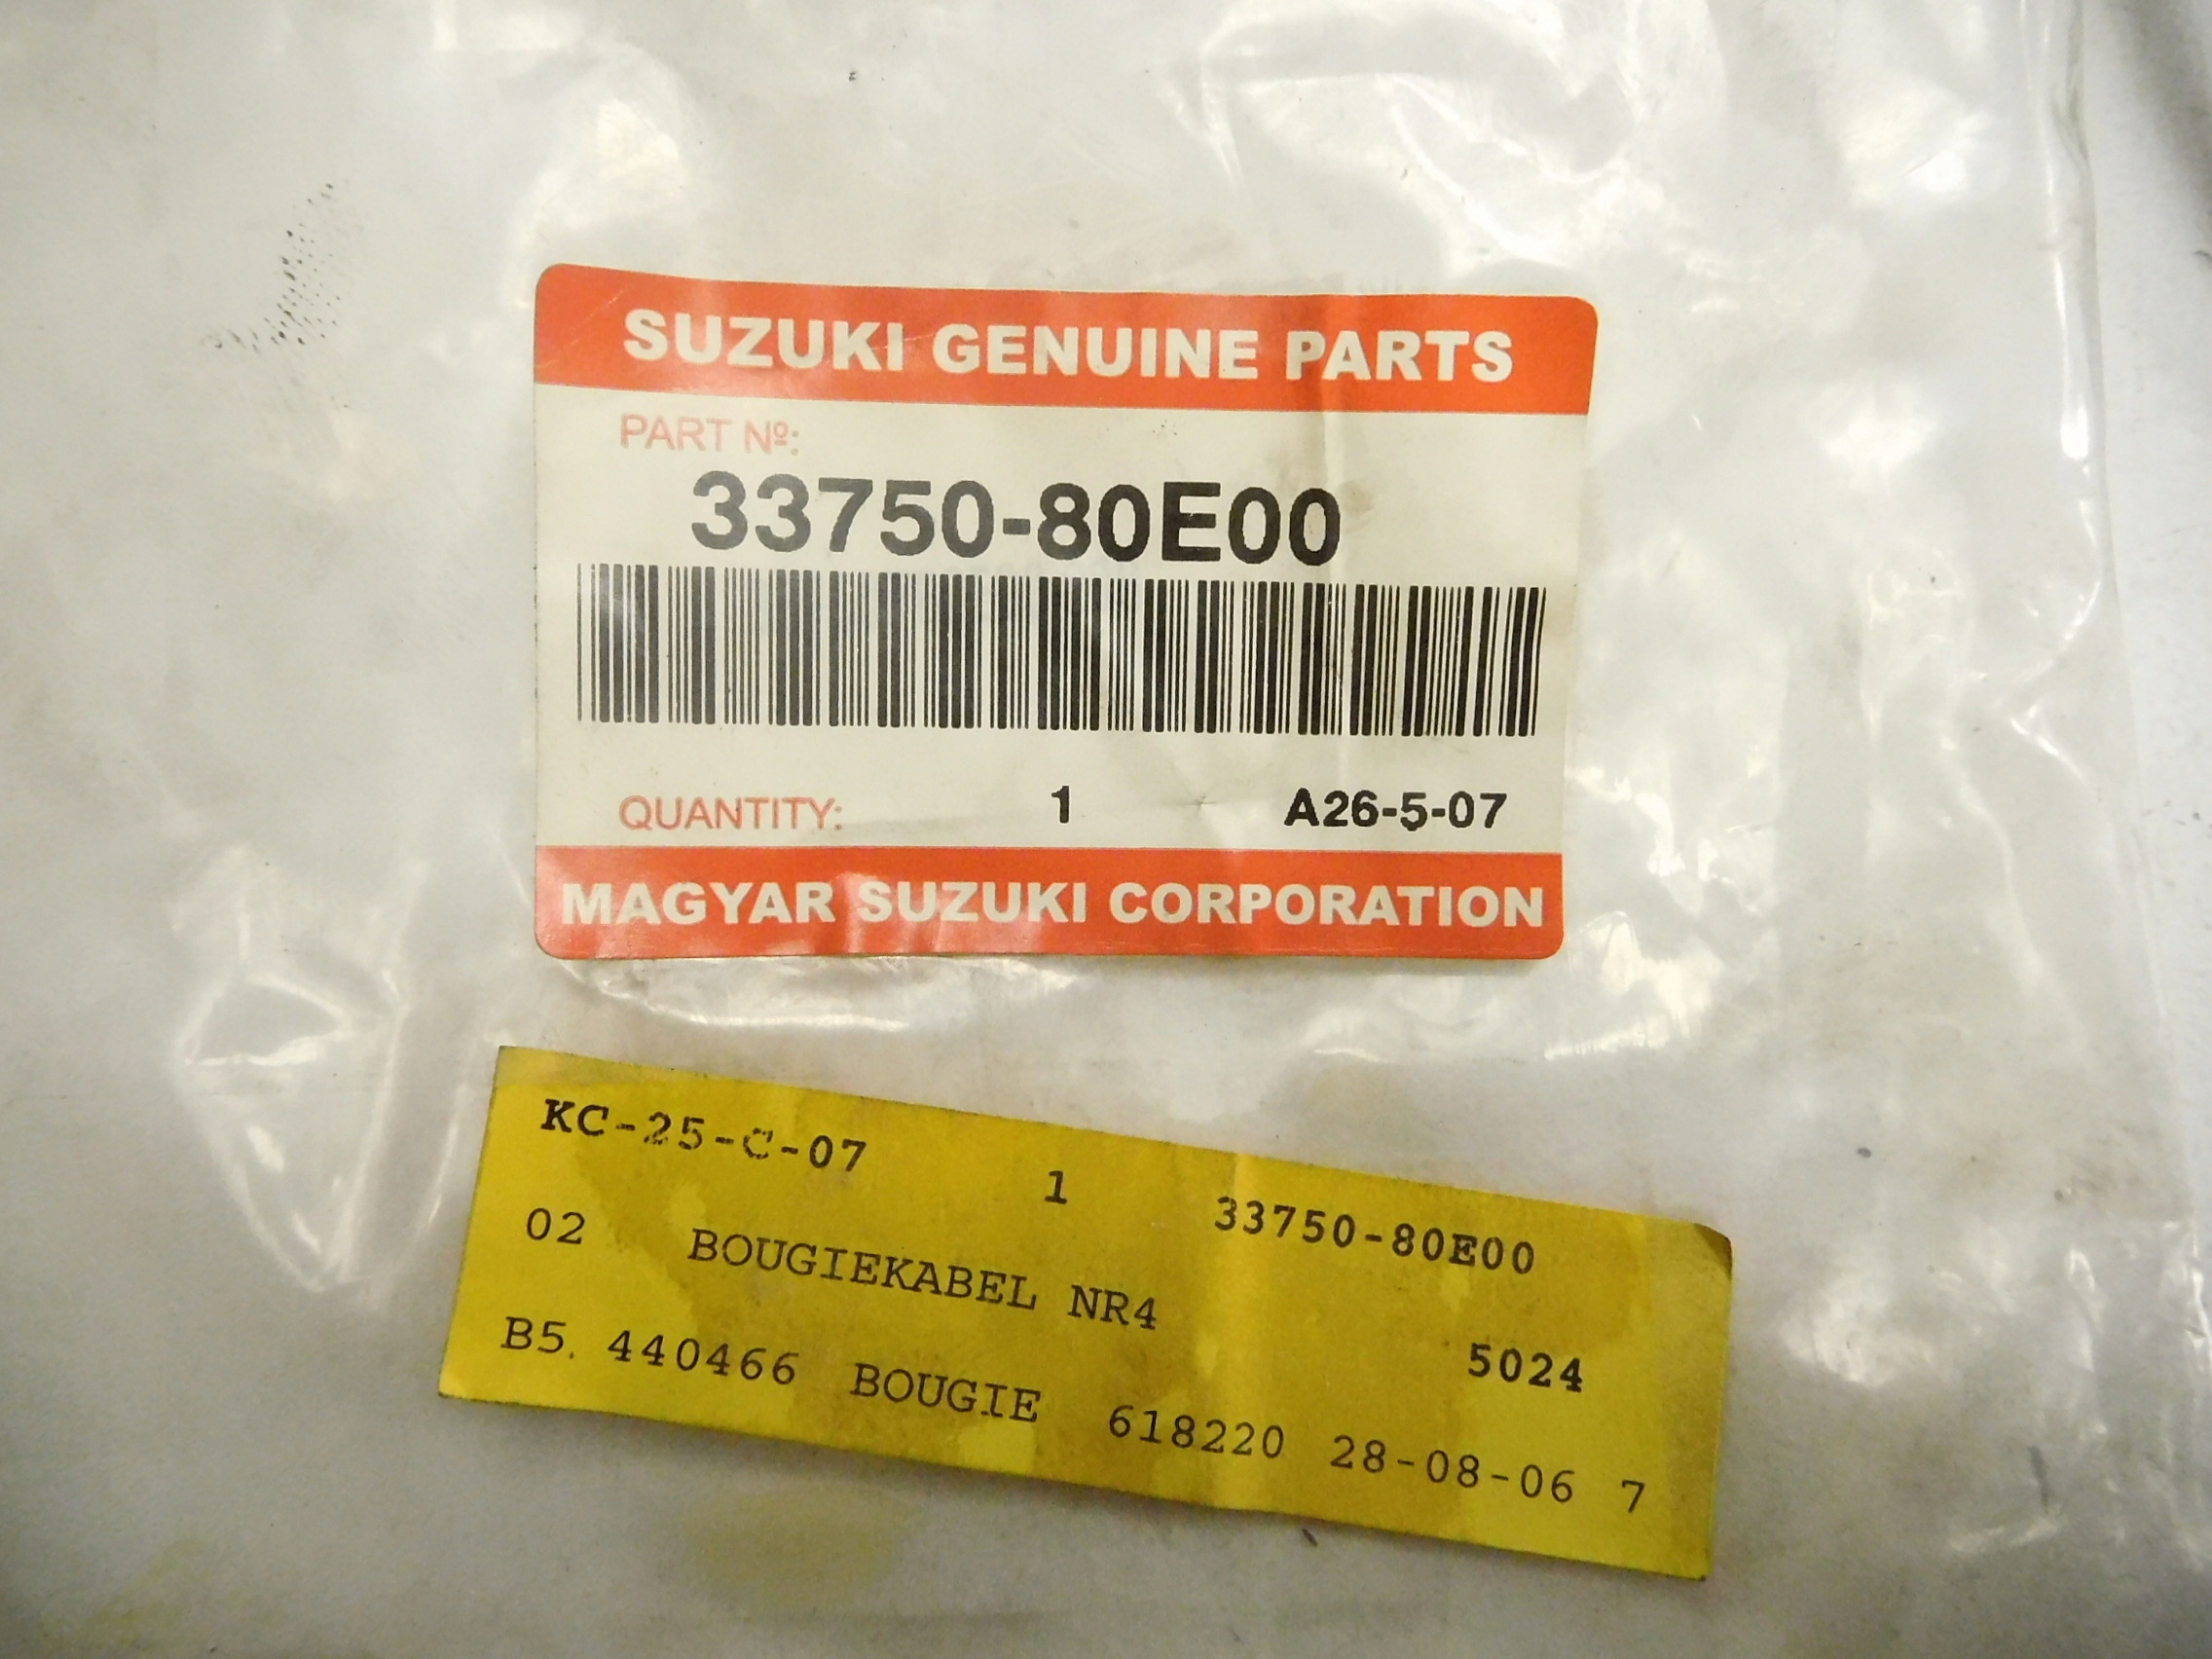 SUZUKI GENUINE PARTS
PART Nº:
33750-80E00
QUANTITY: 1 A26-5-07
MAGYAR SUZUKI CORPORATION
KC-25-C-07 1 33750-80E00
02 BOUGIEKABEL NR4 5024
B5. 440466 BOUGIE 618220 28-08-06 7